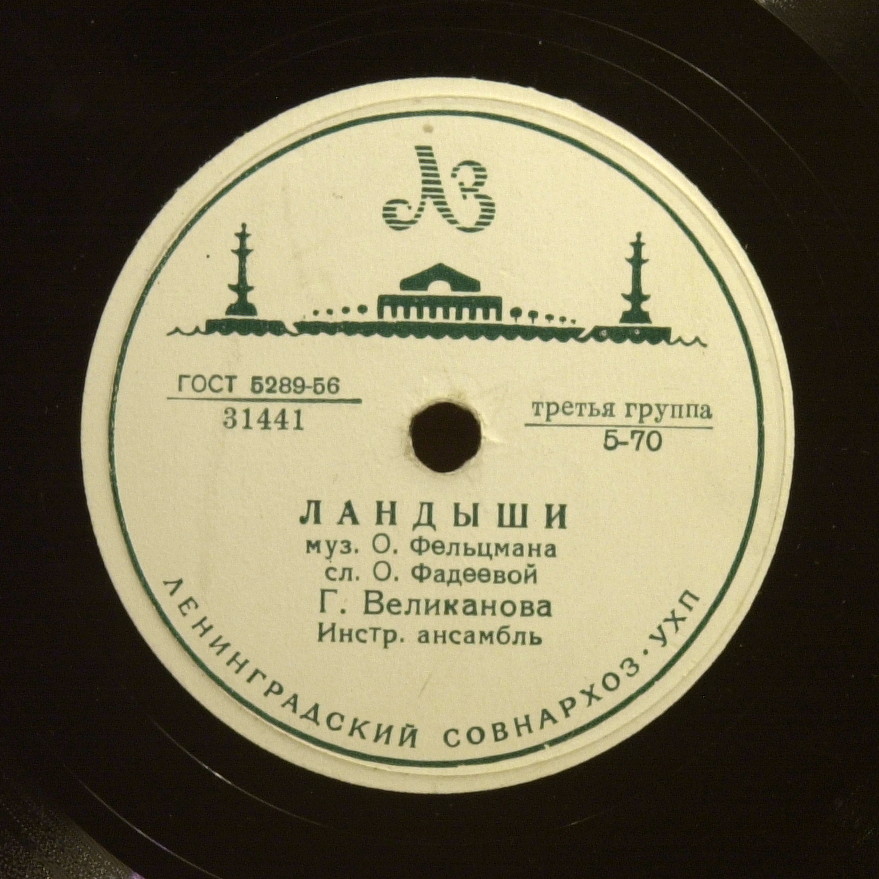 ЛЗ
ГОСТ 5289-56
31441
третья группа
5-70
ЛАНДЫШИ
муз. О. Фельцмана
сл. О. Фадеевой
Г. Великанова
Инстр. ансамбль
ЛЕНИНГРАДСКИЙ СОВНАРХОЗ · УХП